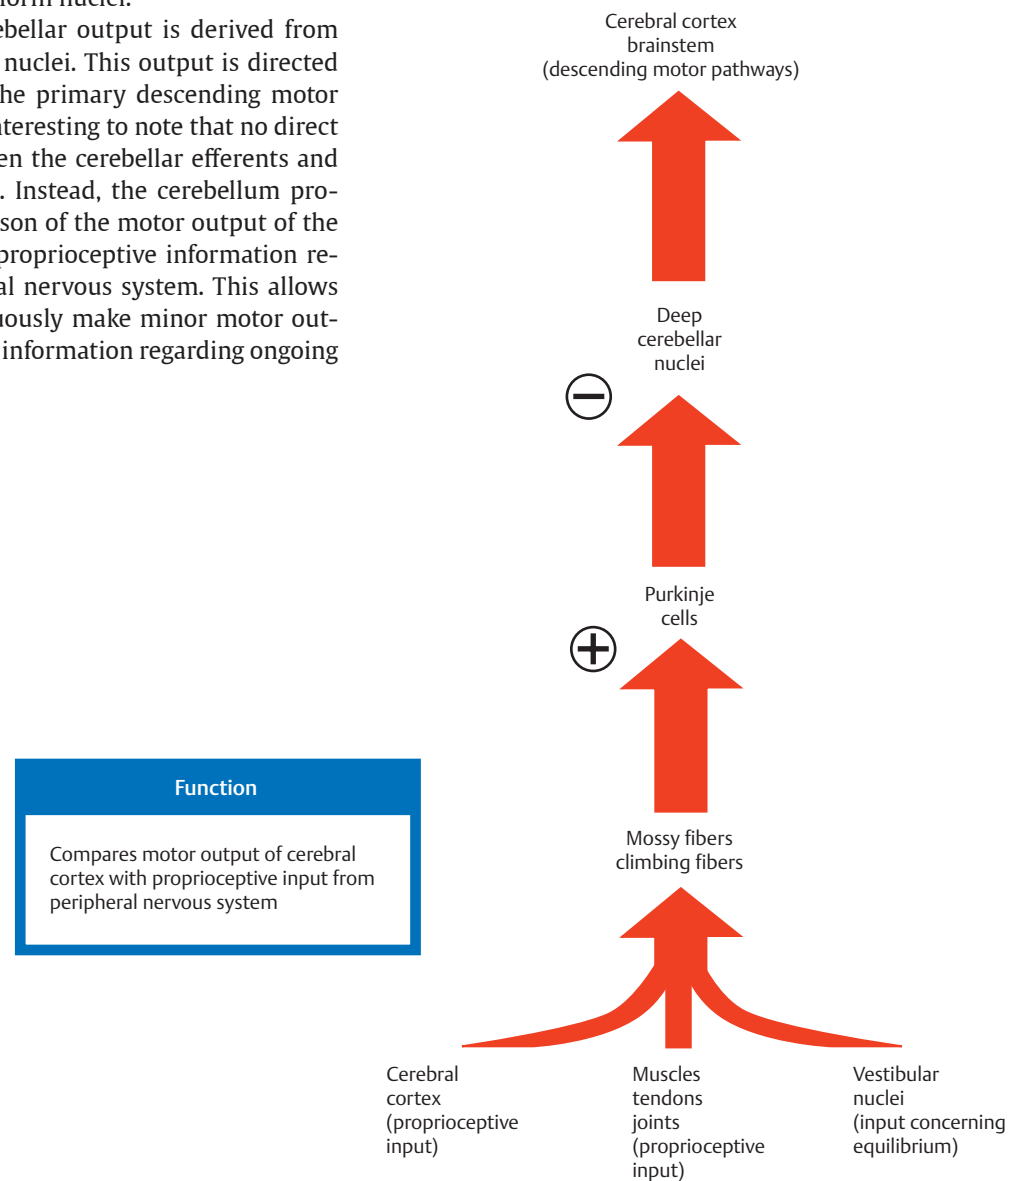 nuclei.
output is derived from
nuclei. This output is directed
he primary descending motor
nteresting to note that no direct
en the cerebellar efferents and
. Instead, the cerebellum pro-
son of the motor output of the
proprioceptive information re-
al nervous system. This allows
uously make minor motor out-
information regarding ongoing
Cerebral cortex
brainstem
(descending motor pathways)
Deep
cerebellar
nuclei
−
Purkinje
cells
+
Mossy fibers
climbing fibers
Function
Compares motor output of cerebral
cortex with proprioceptive input from
peripheral nervous system
Cerebral
cortex
(proprioceptive
input)
Muscles
tendons
joints
(proprioceptive
input)
Vestibular
nuclei
(input concerning
equilibrium)